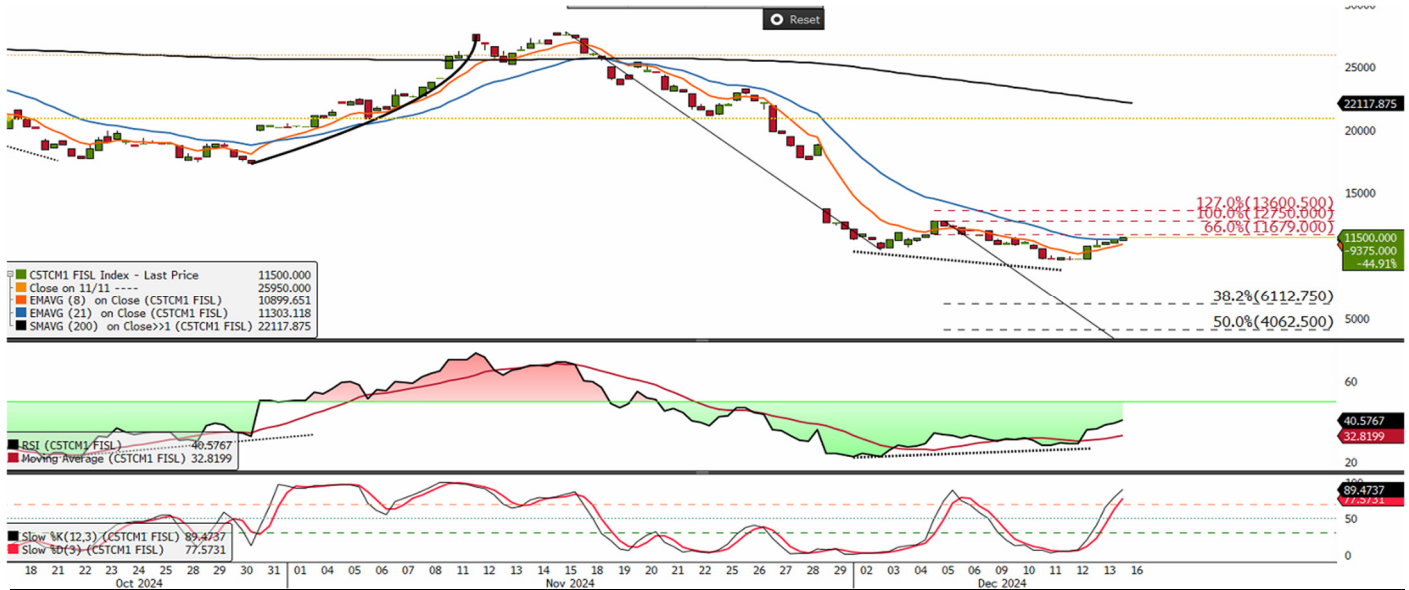 Reset
25000
22117.875
20000
15000
127.0%(13600.500)
100.0%(12750.000)
66.0%(11679.000)
11500.000
-9375.000
-44.91%
38.2%(6112.750)
50.0%(4062.500)
5000
C5TCM1 FISL Index - Last Price 11500.000
Close on 11/11 ---- 25950.000
EMAVG (8) on Close (C5TCM1 FISL) 10899.651
EMAVG (21) on Close (C5TCM1 FISL) 11303.118
SMAVG (200) on Close>>1 (C5TCM1 FISL) 22117.875
60
40.5767
32.8199
20
RSI (C5TCM1 FISL) 40.5767
Moving Average (C5TCM1 FISL) 32.8199
100
89.4737
77.5731
50
0
Slow %K(12,3) (C5TCM1 FISL) 89.4737
Slow %D(3) (C5TCM1 FISL) 77.5731
18 21 22 23 24 25 28 29 30 31 01 04 05 06 07 08 11 12 13 14 15 18 19 20 21 22 25 26 27 28 29 02 03 04 05 06 09 10 11 12 13 16
Oct 2024 Nov 2024 Dec 2024